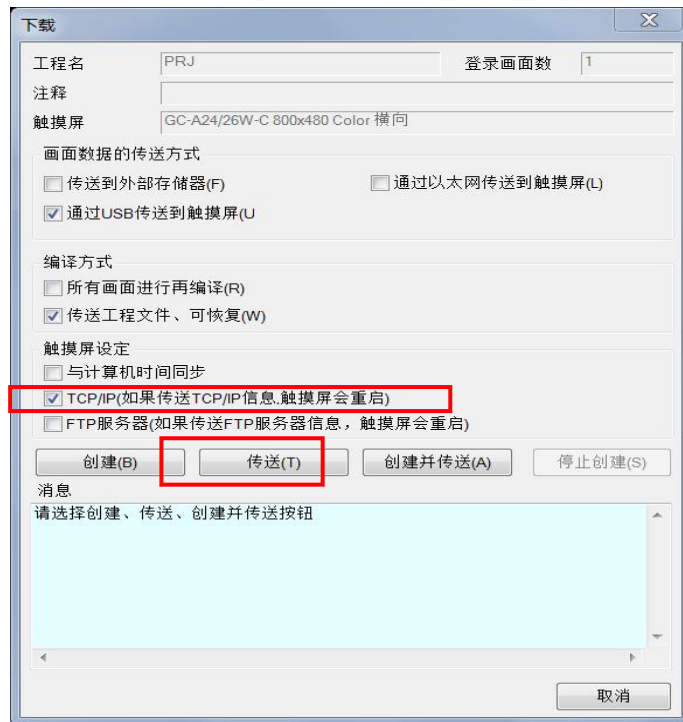 下载
工程名 PRJ 登录画面数 1
注释
触摸屏 GC-A24/26W-C 800x480 Color 横向
画面数据的传送方式
传送到外部存储器(F) 通过以太网传送到触摸屏(L)
通过USB传送到触摸屏(U
编译方式
所有画面进行再编译(R)
传送工程文件、可恢复(W)
触摸屏设定
与计算机时间同步
TCP/IP(如果传送TCP/IP信息,触摸屏会重启)
FTP服务器(如果传送FTP服务器信息，触摸屏会重启)
创建(B) 传送(T) 创建并传送(A) 停止创建(S)
消息
请选择创建、传送、创建并传送按钮
取消